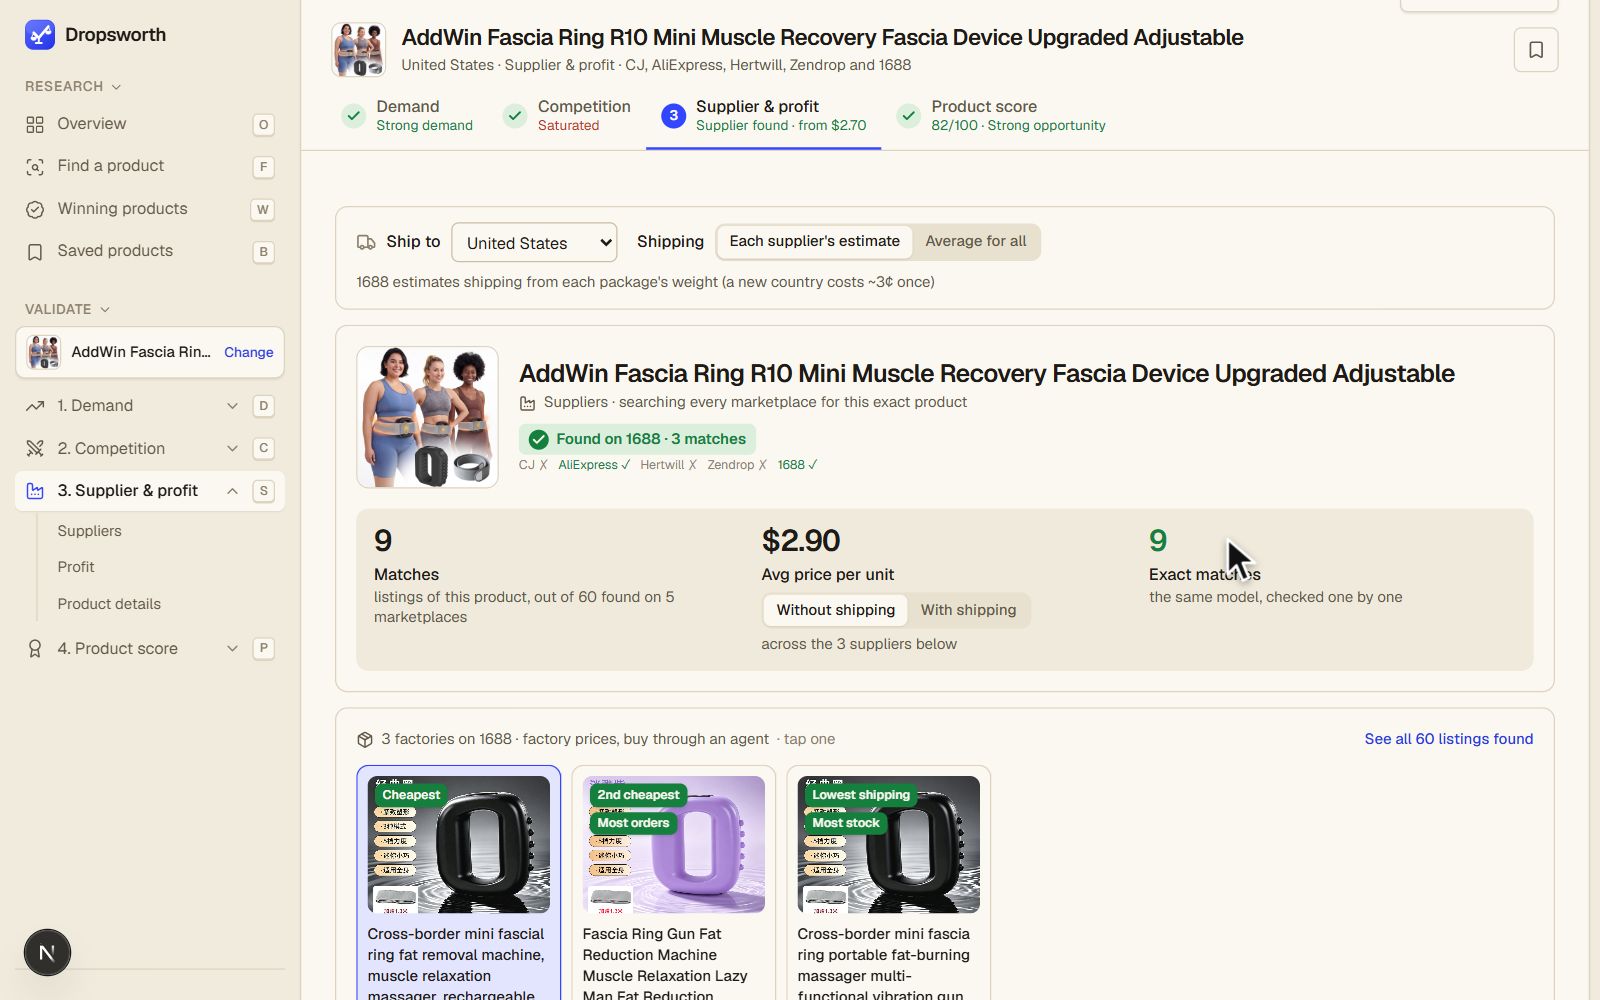 Dropsworth
RESEARCH
Overview
O
Find a product
F
Winning products
W
Saved products
B
VALIDATE
AddWin Fascia Rin...
Change
1. Demand
D
2. Competition
C
3. Supplier & profit
S
Suppliers
Profit
Product details
4. Product score
P
N
AddWin Fascia Ring R10 Mini Muscle Recovery Fascia Device Upgraded Adjustable
United States · Supplier & profit · CJ, AliExpress, Hertwill, Zendrop and 1688
Demand
Strong demand
Competition
Saturated
3
Supplier & profit
Supplier found · from $2.70
Product score
82/100 · Strong opportunity
Ship to
United States
Shipping
Each supplier's estimate
Average for all
1688 estimates shipping from each package's weight (a new country costs ~3¢ once)
AddWin Fascia Ring R10 Mini Muscle Recovery Fascia Device Upgraded Adjustable
Suppliers · searching every marketplace for this exact product
Found on 1688 · 3 matches
CJ ✗ AliExpress ✓ Hertwill ✗ Zendrop ✗ 1688 ✓
9
Matches
listings of this product, out of 60 found on 5
marketplaces
$2.90
Avg price per unit
Without shipping
With shipping
across the 3 suppliers below
9
Exact matches
the same model, checked one by one
3 factories on 1688 · factory prices, buy through an agent · tap one
See all 60 listings found
Cheapest
Cross-border mini fascial
ring fat removal machine,
muscle relaxation
massager, rechargeable
2nd cheapest
Most orders
Fascia Ring Gun Fat
Reduction Machine
Muscle Relaxation Lazy
Man Fat Reduction
Lowest shipping
Most stock
Cross-border mini fascia
ring portable fat-burning
massager multi-
functional vibration gun